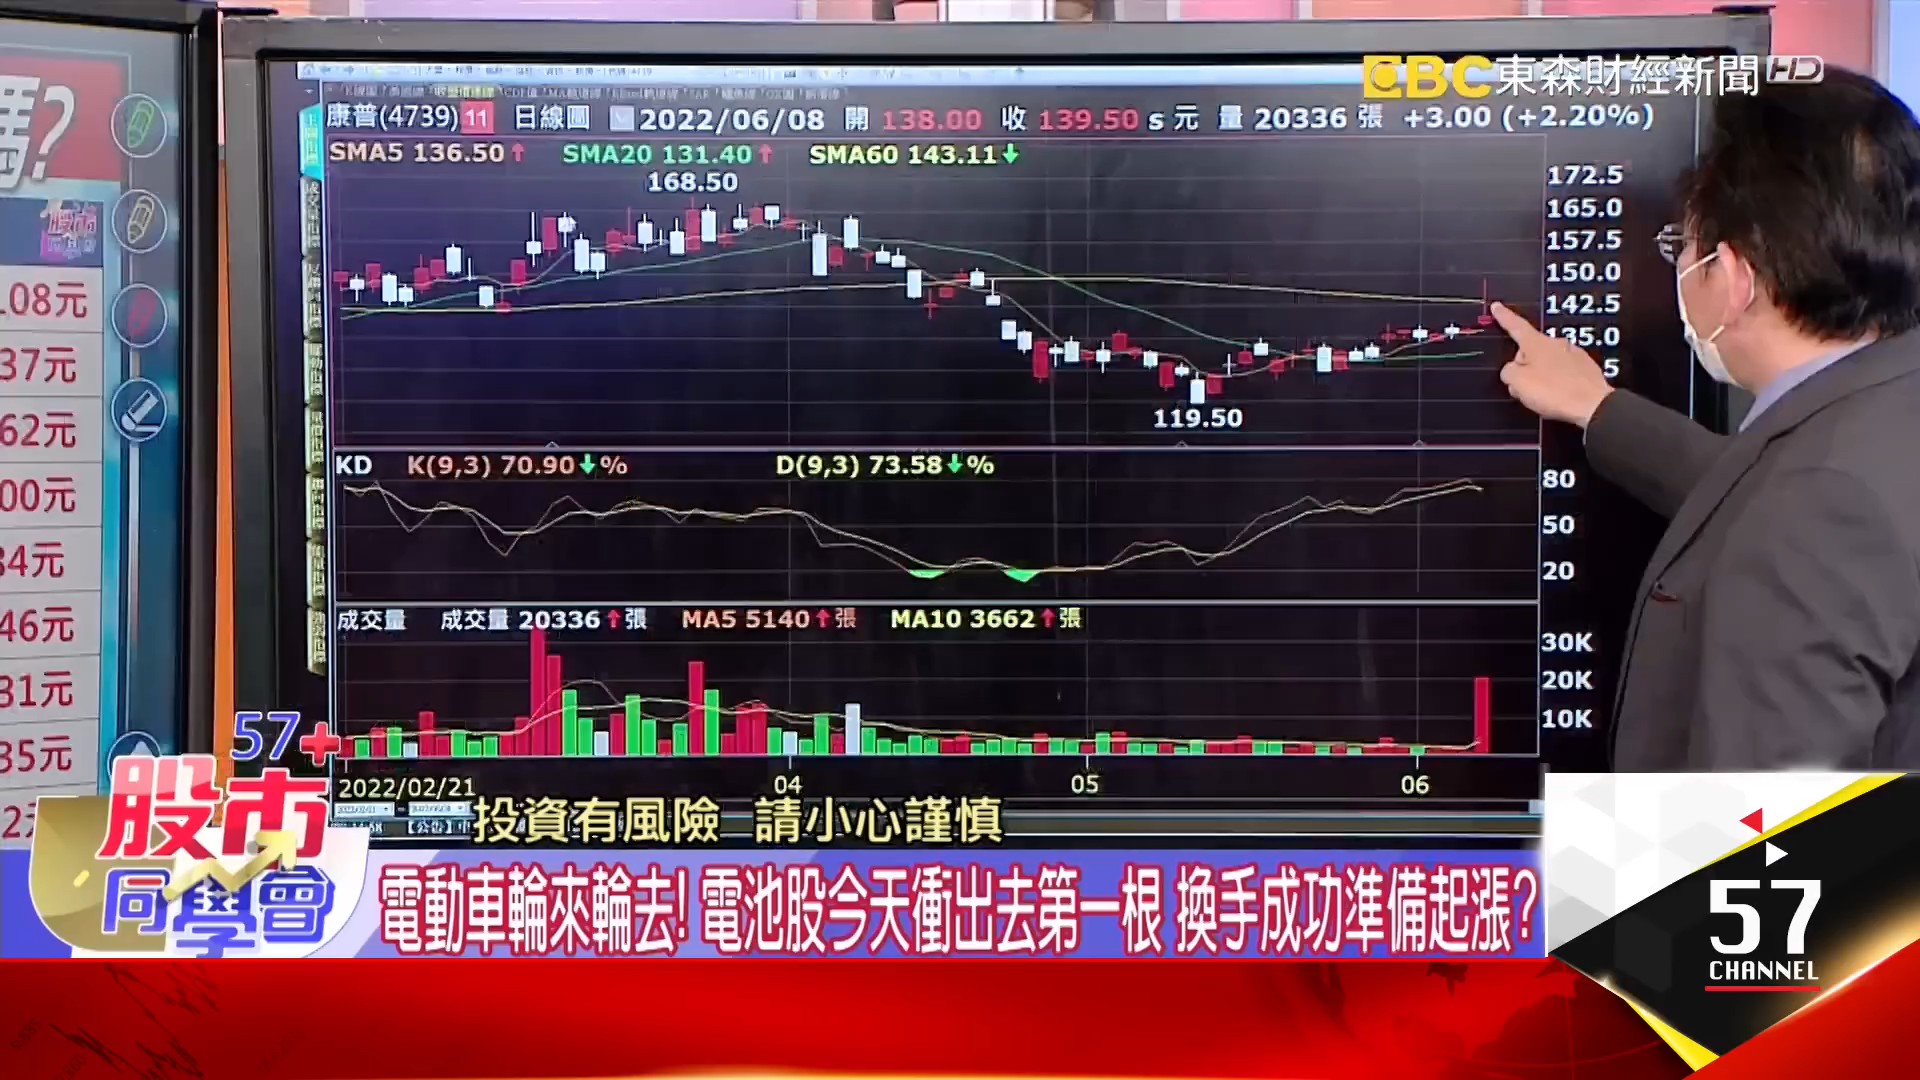 嗎?
EBC 東森財經新聞 HD
康普(4739) 11 日線圖 2022/06/08 開 138.00 收 139.50 s 元 量 20336 張 +3.00 (+2.20%)
SMA5 136.50↑ SMA20 131.40↑ SMA60 143.11↓
168.50
172.5
165.0
157.5
150.0
142.5
135.0
5
119.50
KD K(9,3) 70.90↓% D(9,3) 73.58↓%
80
50
20
成交量 成交量 20336↑張 MA5 5140↑張 MA10 3662↑張
30K
20K
10K
2022/02/21 04 05 06
股市
.08元
37元
62元
00元
34元
46元
31元
35元
投資有風險 請小心謹慎
57+
股市
同學會
電動車輪來輪去! 電池股今天衝出去第一根 換手成功準備起漲?
57
CHANNEL